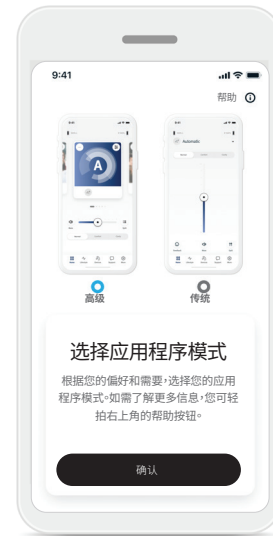 9:41
帮助
Automatic
A
高级
传统
选择应用程序模式
根据您的偏好和需要，选择您的应用
程序模式。如需了解更多信息，您可轻
拍右上角的帮助按钮。
确认